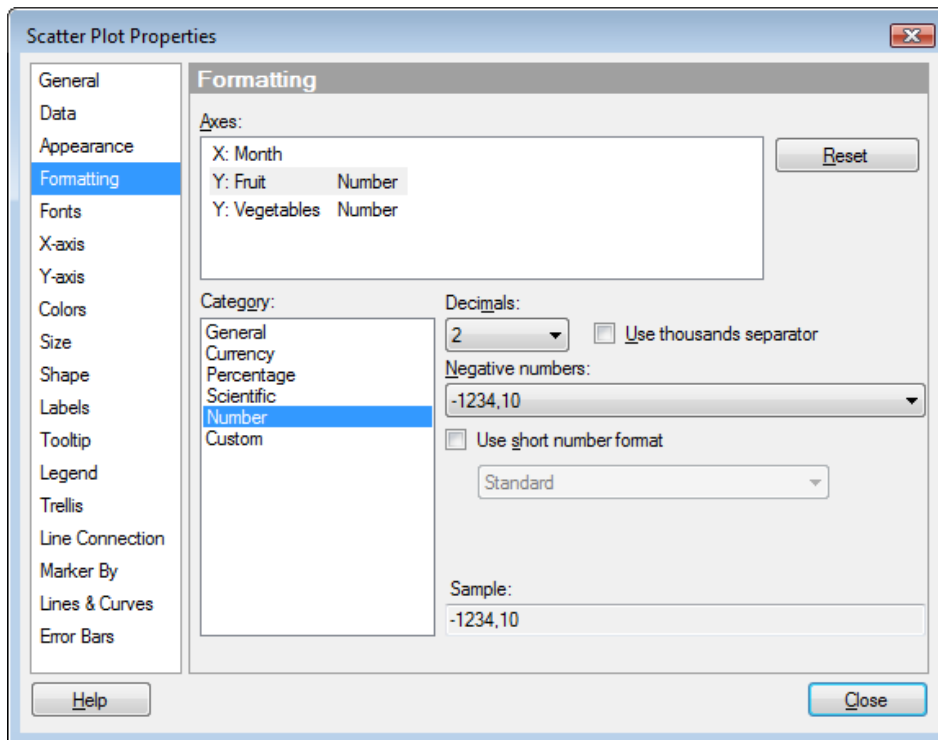 Scatter Plot Properties
General
Data
Appearance
Formatting
Fonts
X-axis
Y-axis
Colors
Size
Shape
Labels
Tooltip
Legend
Trellis
Line Connection
Marker By
Lines & Curves
Error Bars
Formatting
Axes:
X: Month
Y: Fruit Number
Y: Vegetables Number
Reset
Category:
General
Currency
Percentage
Scientific
Number
Custom
Decimals:
2
Use thousands separator
Negative numbers:
-1234,10
Use short number format
Standard
Sample:
-1234,10
Help
Close